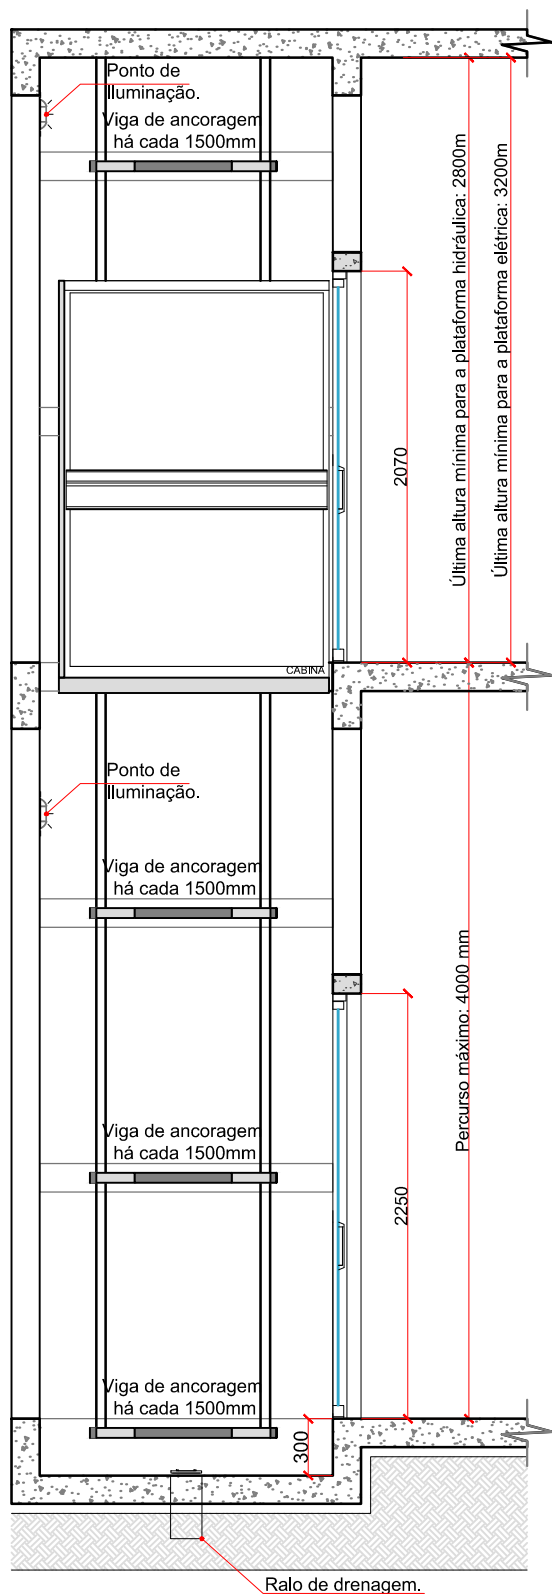 Ponto de
Iluminação.
Viga de ancoragem
há cada 1500mm
Última altura mínima para a plataforma hidráulica: 2800m
Última altura mínima para a plataforma elétrica: 3200m
2070
CABINA
Ponto de
Iluminação.
Viga de ancoragem
há cada 1500mm
Percurso máximo: 4000 mm
Viga de ancoragem
há cada 1500mm
2250
Viga de ancoragem
há cada 1500mm
300
Ralo de drenagem.